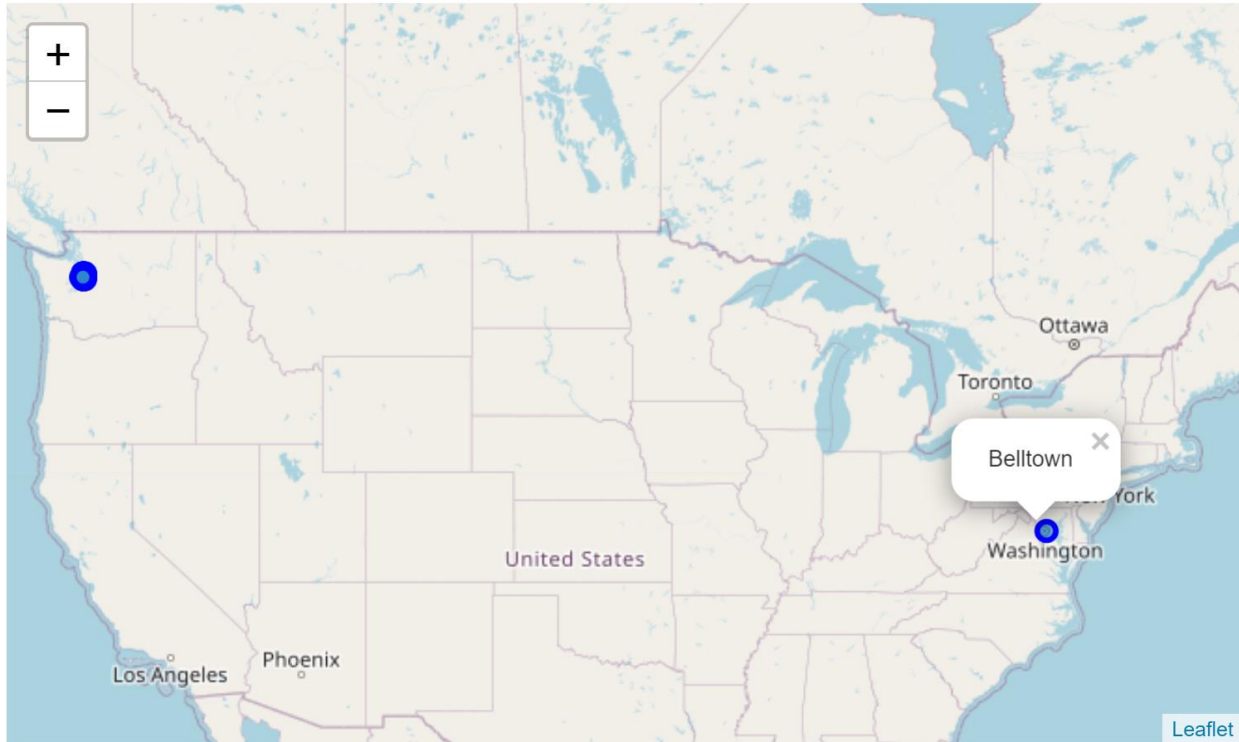 +
−
Ottawa
Toronto
×
Belltown
New York
Washington
United States
Phoenix
Los Angeles
Leaflet